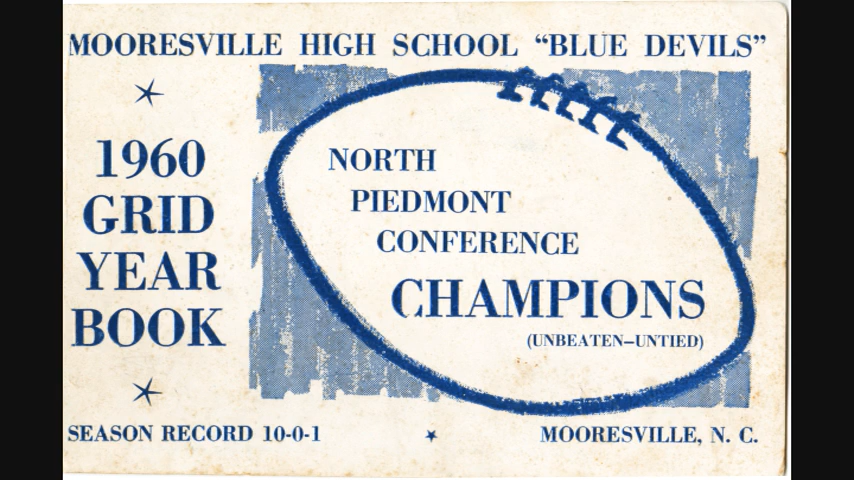 MOORESVILLE HIGH SCHOOL “BLUE DEVILS”
1960
GRID
YEAR
BOOK
NORTH
PIEDMONT
CONFERENCE
CHAMPIONS
(UNBEATEN–UNTIED)
SEASON RECORD 10-0-1
MOORESVILLE, N. C.